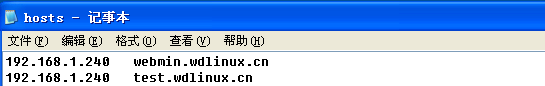 hosts - 记事本
文件(F) 编辑(E) 格式(O) 查看(V) 帮助(H)
192.168.1.240 webmin.wdlinux.cn
192.168.1.240 test.wdlinux.cn